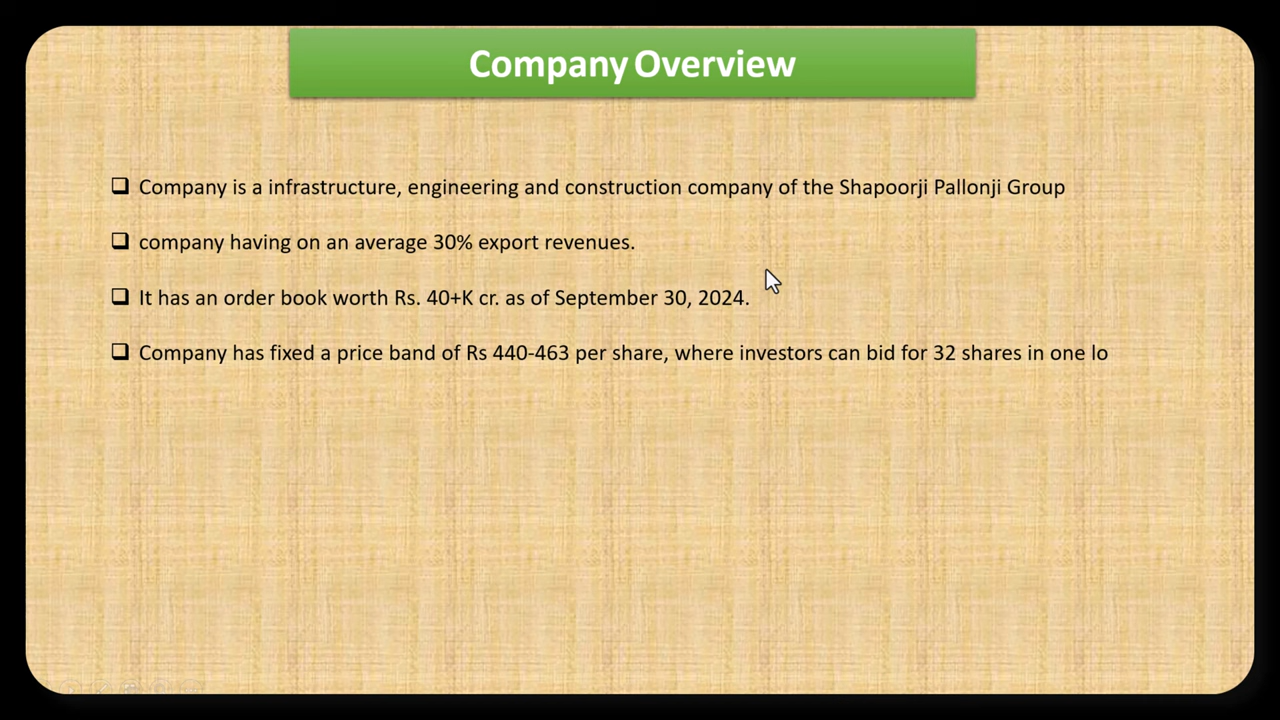 Company Overview
❑ Company is a infrastructure, engineering and construction company of the Shapoorji Pallonji Group
❑ company having on an average 30% export revenues.
❑ It has an order book worth Rs. 40+K cr. as of September 30, 2024.
❑ Company has fixed a price band of Rs 440-463 per share, where investors can bid for 32 shares in one lo